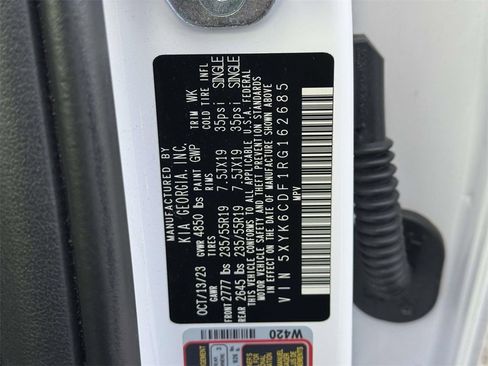 MANUFACTURED BY
KIA GEORGIA, INC.
OCT/13/23 GVWR 4850 lbs PAINT GWP TRIM WK
GAWR TIRES RIMS COLD TIRE INFL
FRONT 2777 lbs 235/55R19 7.5JX19 35psi SINGLE
REAR 2645 lbs 235/55R19 7.5JX19 35psi SINGLE
THIS VEHICLE CONFORMS TO ALL APPLICABLE U.S.A. FEDERAL
MOTOR VEHICLE SAFETY AND THEFT PREVENTION STANDARDS
IN EFFECT ON THE DATE OF MANUFACTURE SHOWN ABOVE
VIN 5XYK6CDF1RG162685
MPV
W420